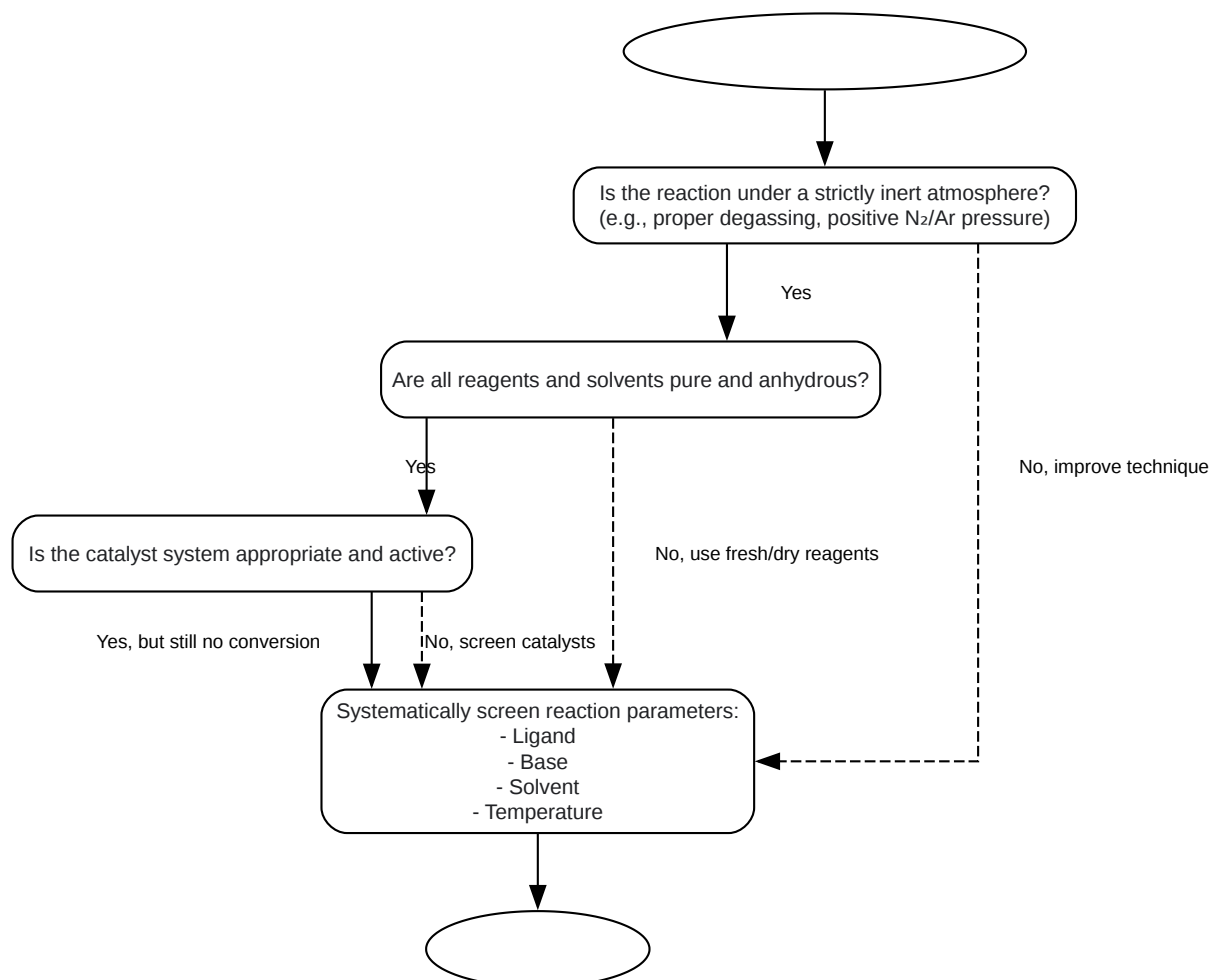 Is the reaction under a strictly inert atmosphere?
(e.g., proper degassing, positive N₂/Ar pressure)
Yes
Are all reagents and solvents pure and anhydrous?
Yes
No, improve technique
Is the catalyst system appropriate and active?
No, use fresh/dry reagents
Yes, but still no conversion
No, screen catalysts
Systematically screen reaction parameters:
- Ligand
- Base
- Solvent
- Temperature